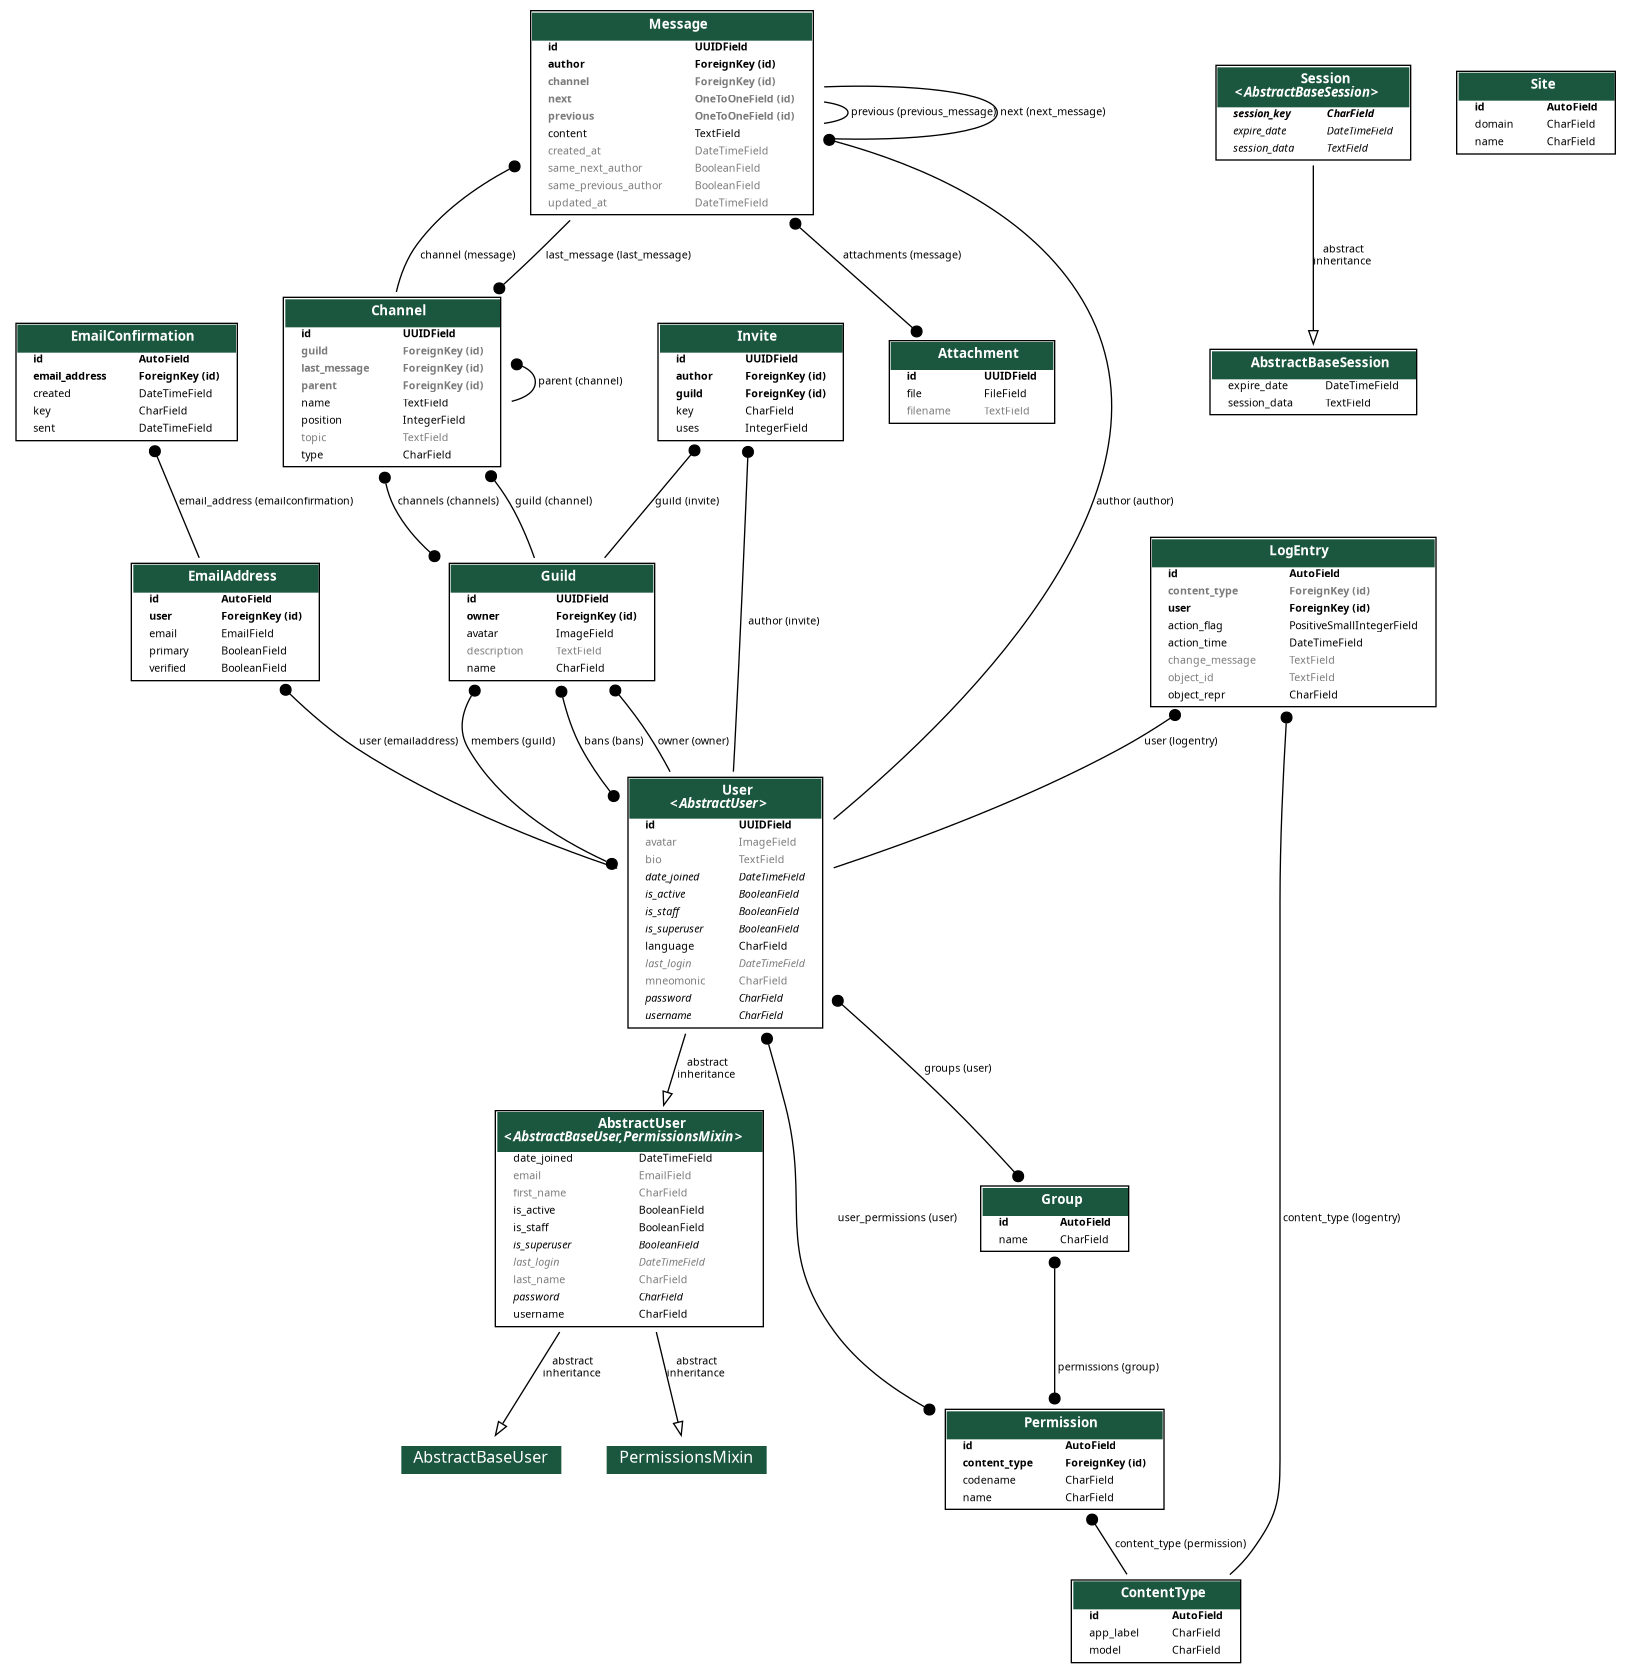 Message
id UUIDField
author ForeignKey (id)
channel ForeignKey (id)
next OneToOneField (id)
previous OneToOneField (id)
content TextField
created_at DateTimeField
same_next_author BooleanField
same_previous_author BooleanField
updated_at DateTimeField
previous (previous_message)
next (next_message)
Session
<AbstractBaseSession>
session_key CharField
expire_date DateTimeField
session_data TextField
Site
id AutoField
domain CharField
name CharField
channel (message)
last_message (last_message)
attachments (message)
abstract
inheritance
EmailConfirmation
id AutoField
email_address ForeignKey (id)
created DateTimeField
key CharField
sent DateTimeField
Channel
id UUIDField
guild ForeignKey (id)
last_message ForeignKey (id)
parent ForeignKey (id)
name TextField
position IntegerField
topic TextField
type CharField
parent (channel)
Invite
id UUIDField
author ForeignKey (id)
guild ForeignKey (id)
key CharField
uses IntegerField
Attachment
id UUIDField
file FileField
filename TextField
AbstractBaseSession
expire_date DateTimeField
session_data TextField
email_address (emailconfirmation)
channels (channels)
guild (channel)
guild (invite)
author (author)
EmailAddress
id AutoField
user ForeignKey (id)
email EmailField
primary BooleanField
verified BooleanField
Guild
id UUIDField
owner ForeignKey (id)
avatar ImageField
description TextField
name CharField
author (invite)
LogEntry
id AutoField
content_type ForeignKey (id)
user ForeignKey (id)
action_flag PositiveSmallIntegerField
action_time DateTimeField
change_message TextField
object_id TextField
object_repr CharField
user (emailaddress)
members (guild)
bans (bans)
owner (owner)
user (logentry)
User
<AbstractUser>
id UUIDField
avatar ImageField
bio TextField
date_joined DateTimeField
is_active BooleanField
is_staff BooleanField
is_superuser BooleanField
language CharField
last_login DateTimeField
mneomonic CharField
password CharField
username CharField
abstract
inheritance
groups (user)
AbstractUser
<AbstractBaseUser,PermissionsMixin>
date_joined DateTimeField
email EmailField
first_name CharField
is_active BooleanField
is_staff BooleanField
is_superuser BooleanField
last_login DateTimeField
last_name CharField
password CharField
username CharField
user_permissions (user)
Group
id AutoField
name CharField
content_type (logentry)
abstract
inheritance
abstract
inheritance
permissions (group)
AbstractBaseUser
PermissionsMixin
Permission
id AutoField
content_type ForeignKey (id)
codename CharField
name CharField
content_type (permission)
ContentType
id AutoField
app_label CharField
model CharField